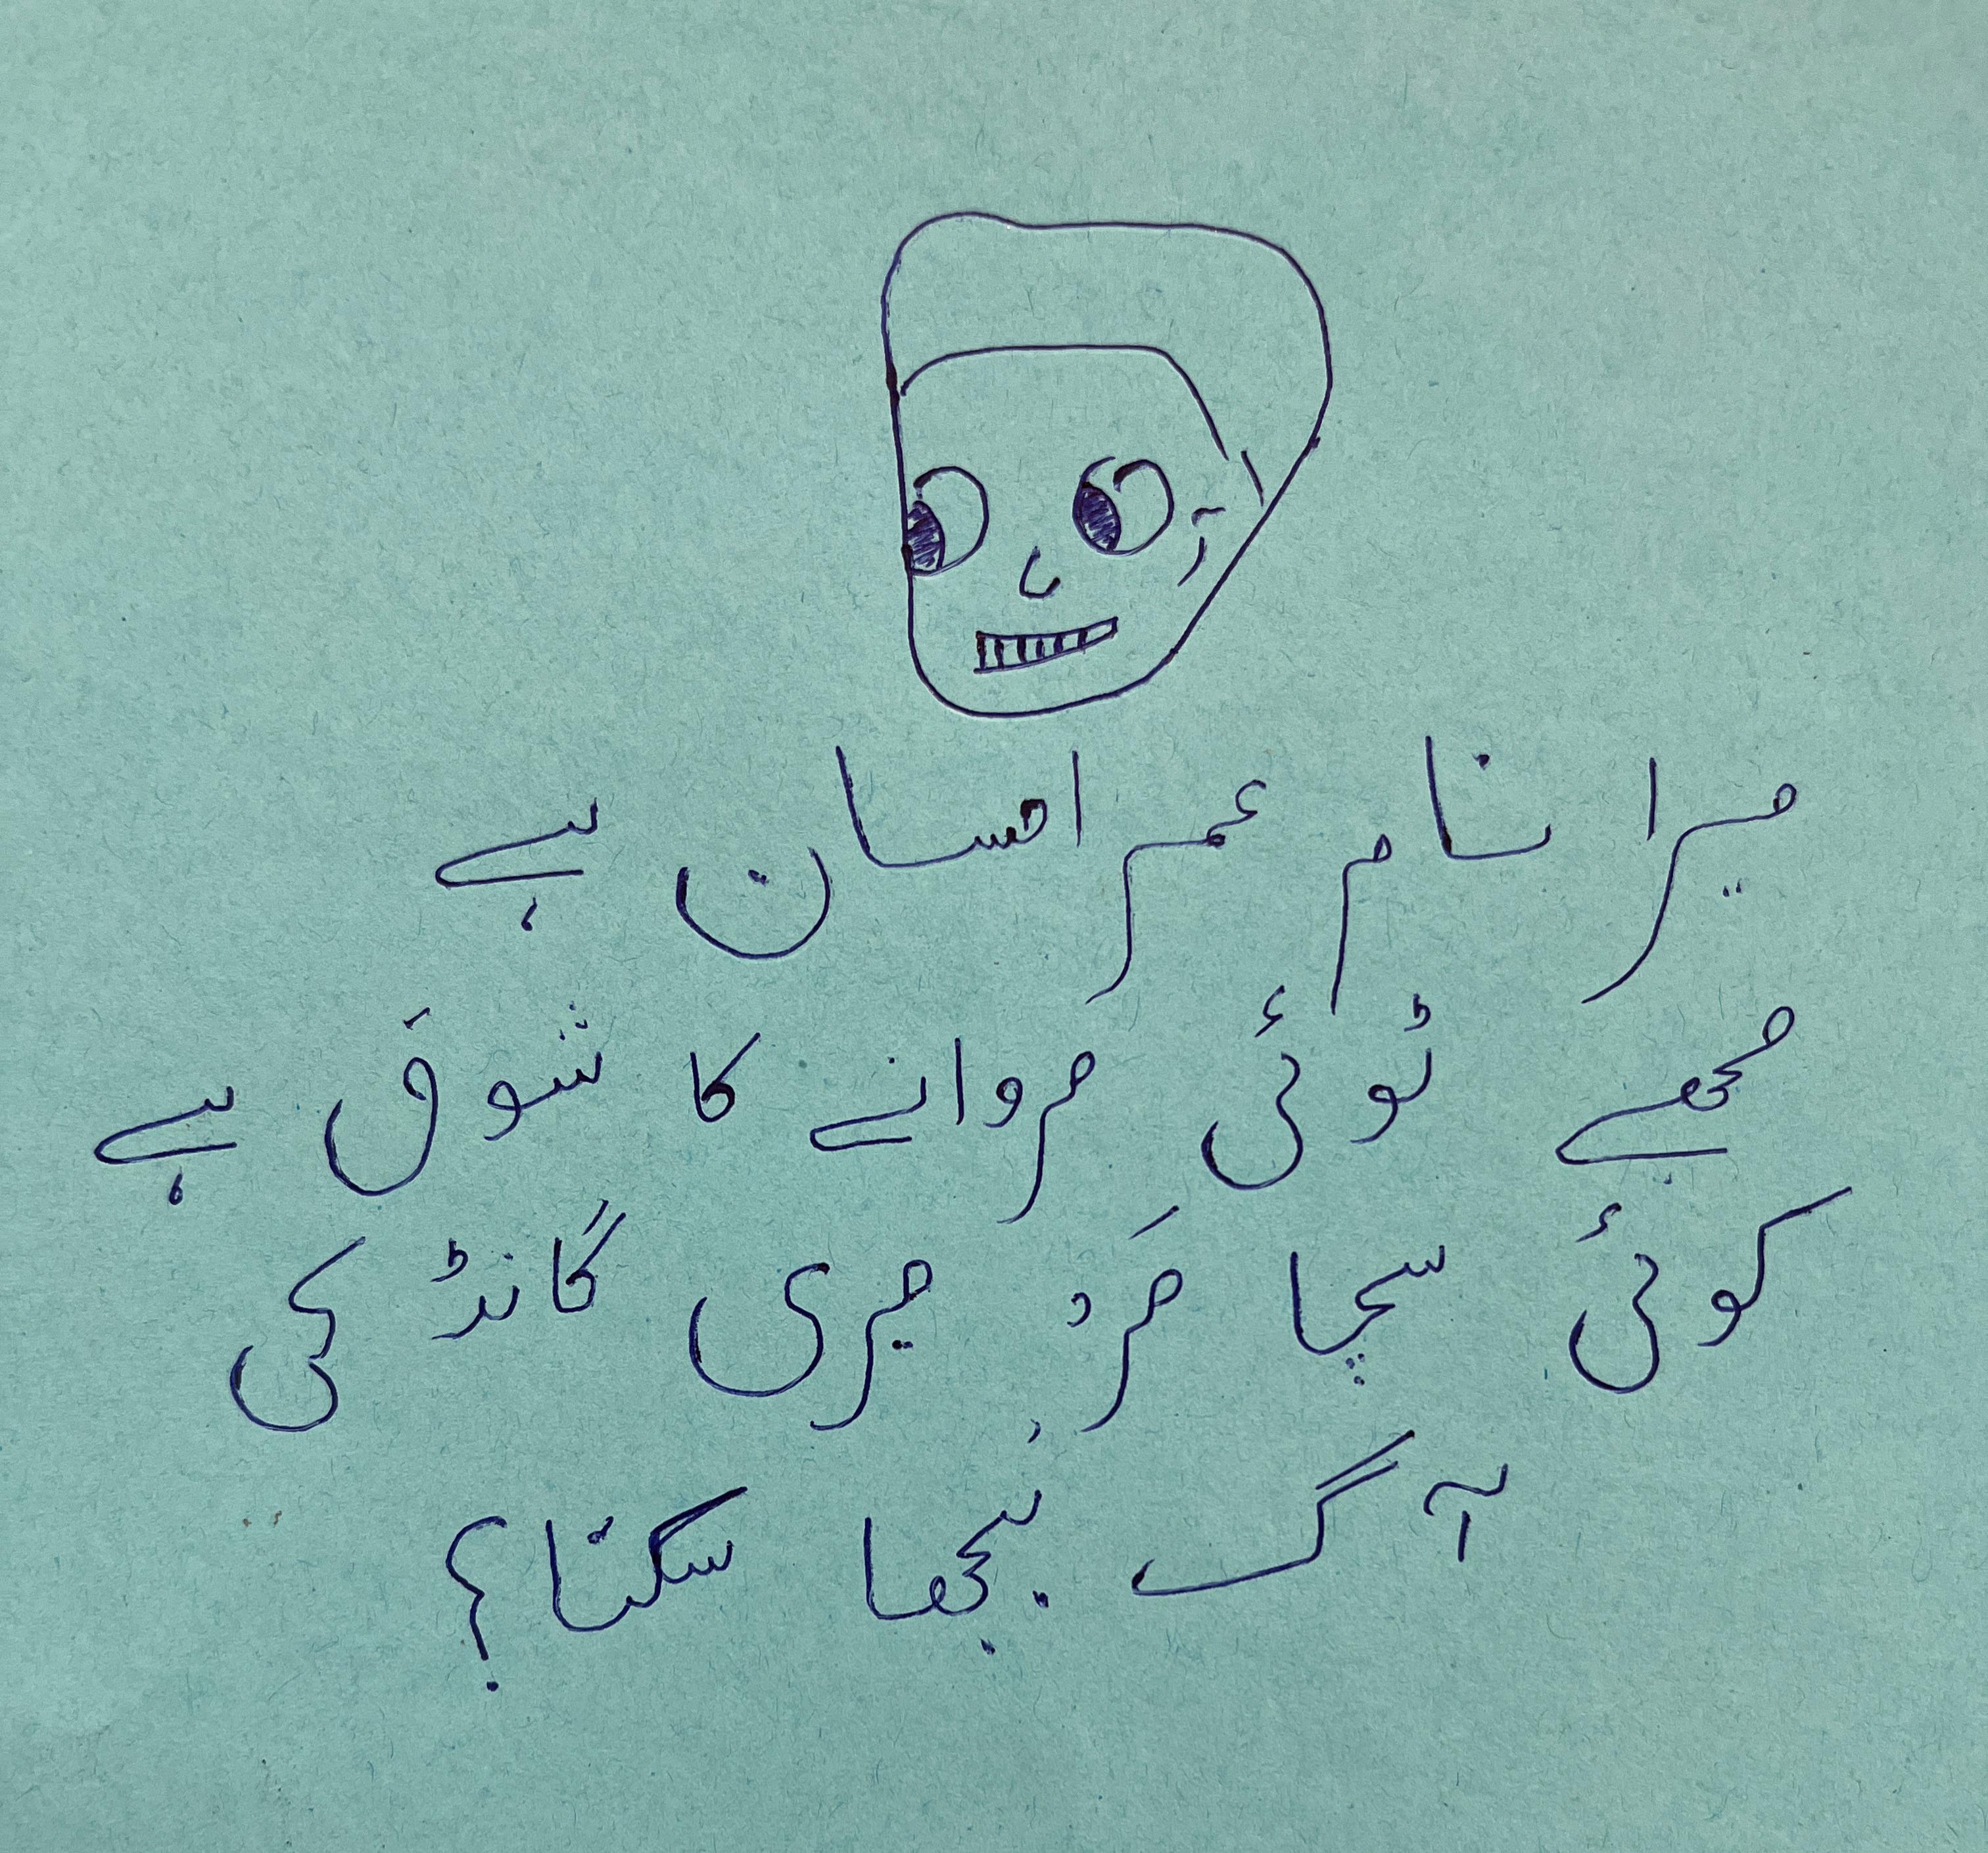 میرا نام عمر احسان ہے
مجھے ٹوئی مروانے کا شوق ہے
کوئی سچا مَرد میری گانڈ کی
آگ بجھا سکتا؟